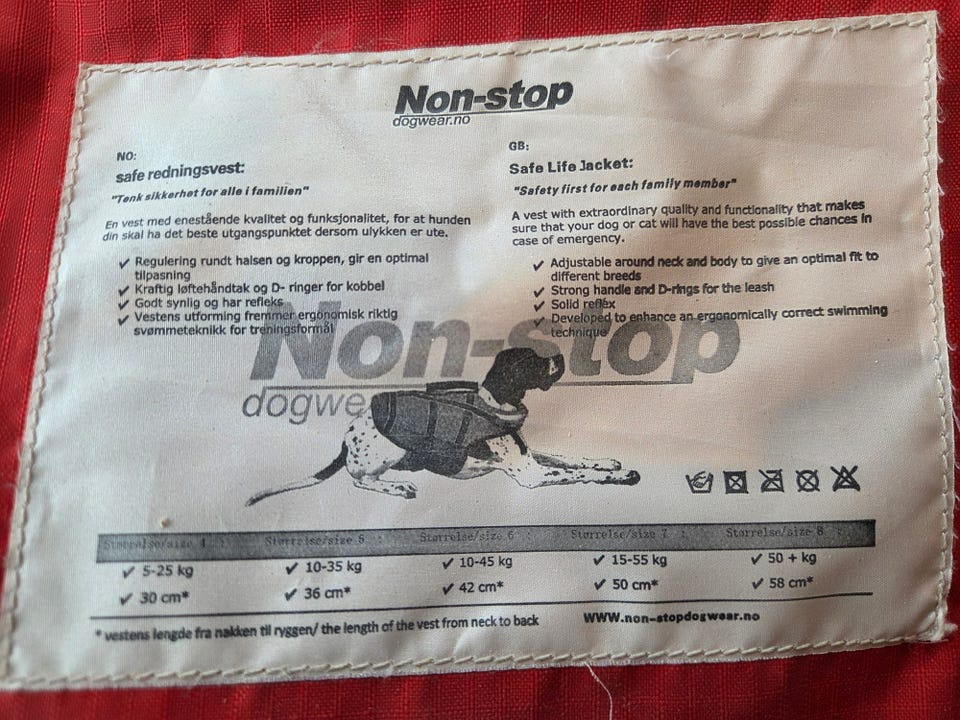 Non-stop
dogwear.no
NO:
safe redningsvest:
"Tenk sikkerhet for alle i familien"
En vest med enestående kvalitet og funksjonalitet, for at hunden
din skal ha det beste utgangspunktet dersom ulykken er ute.
✓ Regulering rundt halsen og kroppen, gir en optimal
tilpasning
✓ Kraftig løftehåndtak og D- ringer for kobbel
✓ Godt synlig og har refleks
✓ Vestens utforming fremmer ergonomisk riktig
svømmeteknikk for treningsformål
GB:
Safe Life Jacket:
"Safety first for each family member"
A vest with extraordinary quality and functionality that makes
sure that your dog or cat will have the best possible chances in
case of emergency.
✓ Adjustable around neck and body to give an optimal fit to
different breeds
✓ Strong handle and D-rings for the leash
✓ Solid reflex
✓ Developed to enhance an ergonomically correct swimming
technique
Non-stop
dogwe
Størrelse/size 4 : Størrelse/size 5 : Størrelse/size 6 : Størrelse/size 7 : Størrelse/size 8 :
✓ 5-25 kg ✓ 10-35 kg ✓ 10-45 kg ✓ 15-55 kg ✓ 50 + kg
✓ 30 cm* ✓ 36 cm* ✓ 42 cm* ✓ 50 cm* ✓ 58 cm*
* vestens lengde fra nakken til ryggen/ the length of the vest from neck to back
WWW.non-stopdogwear.no